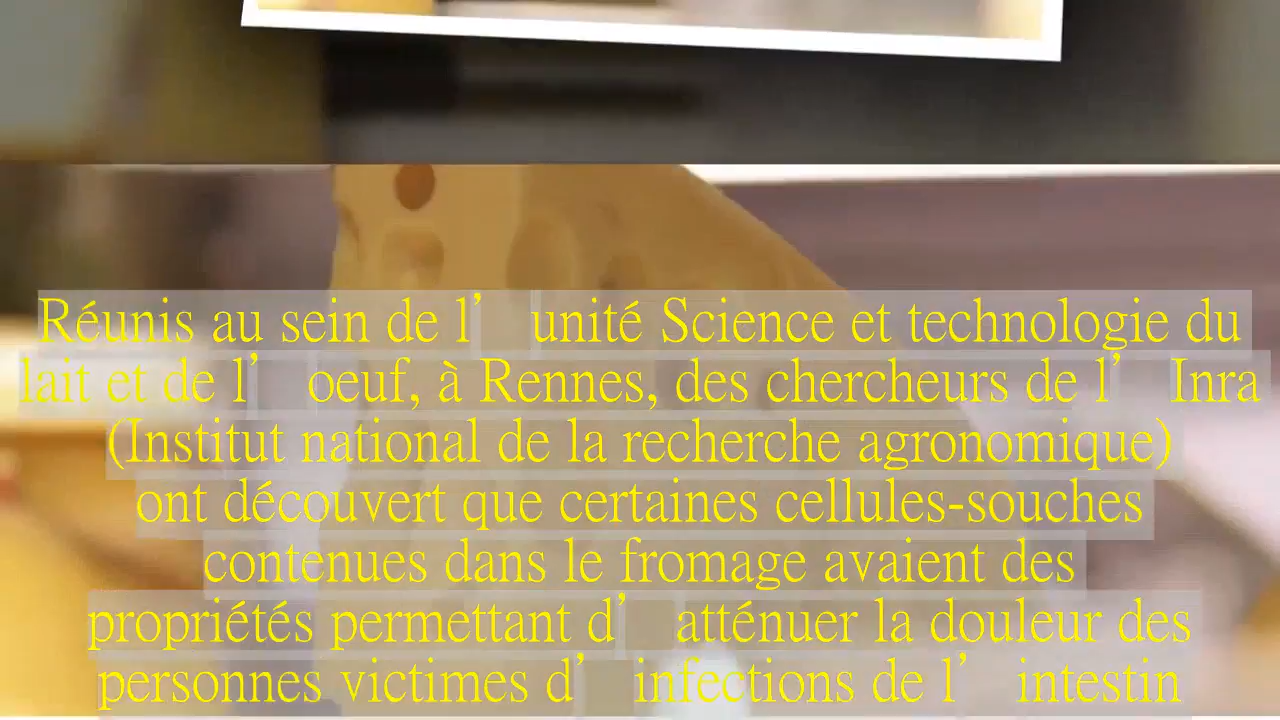 Réunis au sein de l’unité Science et technologie du
lait et de l’oeuf, à Rennes, des chercheurs de l’Inra
(Institut national de la recherche agronomique)
ont découvert que certaines cellules-souches
contenues dans le fromage avaient des
propriétés permettant d’atténuer la douleur des
personnes victimes d’infections de l’intestin